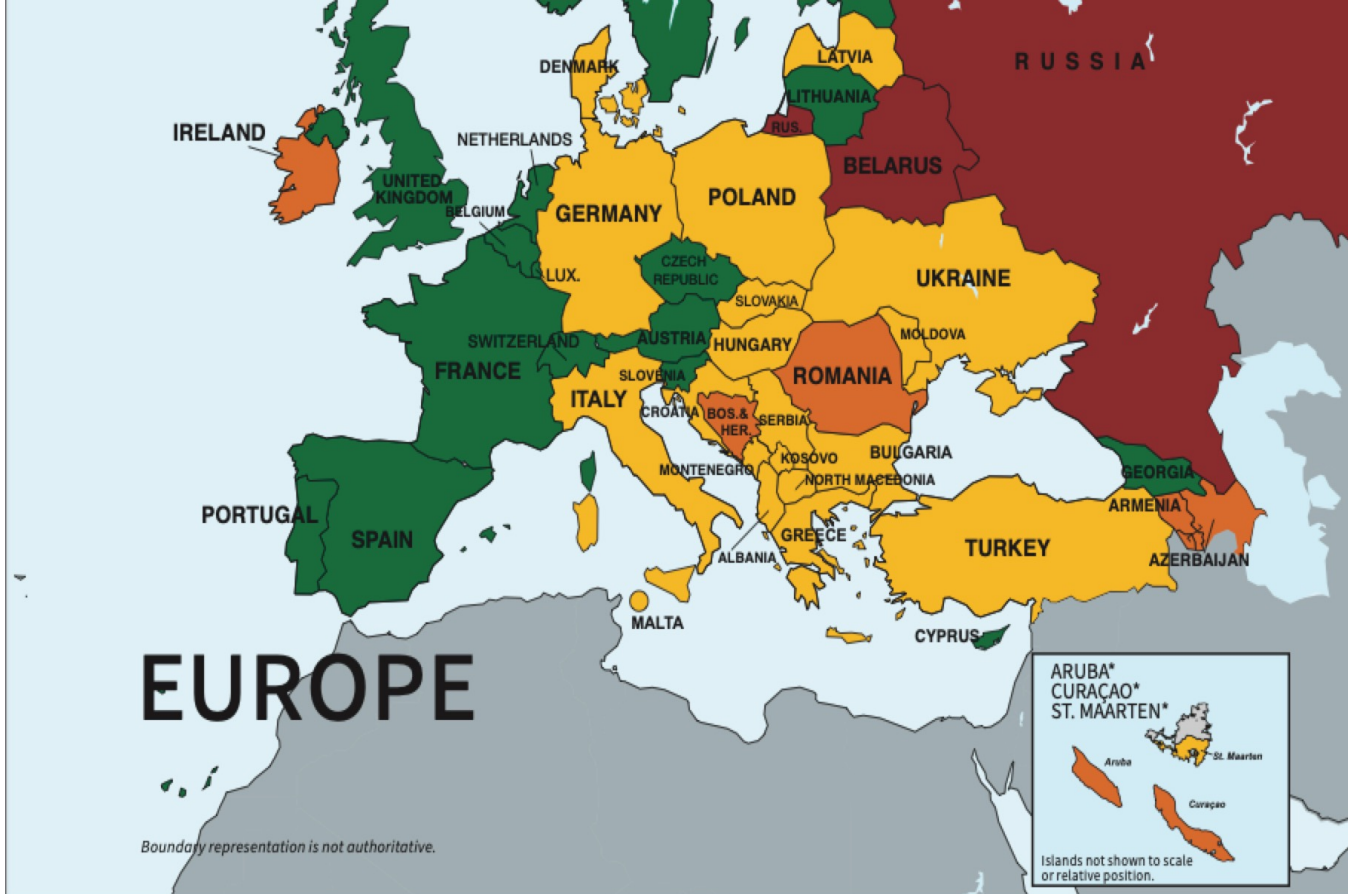 RUSSIA
LATVIA
DENMARK
LITHUANIA
RUS.
IRELAND
NETHERLANDS
BELARUS
UNITED
KINGDOM
POLAND
BELGIUM
GERMANY
CZECH
REPUBLIC
LUX.
UKRAINE
SLOVAKIA
SWITZERLAND
AUSTRIA
HUNGARY
MOLDOVA
FRANCE
SLOVENIA
ROMANIA
ITALY
CROATIA
BOS.&
HER.
SERBIA
KOSOVO
BULGARIA
MONTENEGRO
NORTH MACEDONIA
GEORGIA
ARMENIA
PORTUGAL
SPAIN
GREECE
TURKEY
ALBANIA
AZERBAIJAN
MALTA
CYPRUS
EUROPE
ARUBA*
CURAÇAO*
ST. MAARTEN*
St. Maarten
Aruba
Curaçao
Islands not shown to scale
or relative position.
Boundary representation is not authoritative.